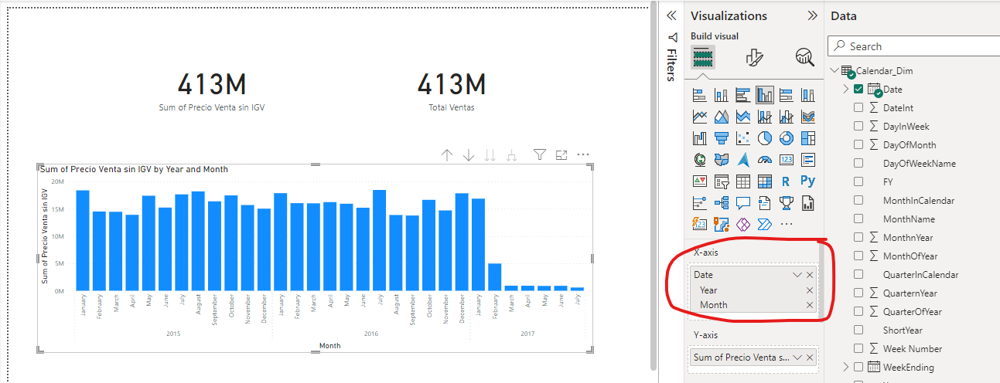 Visualizations
Data
Build visual
Search
Filters
413M
Sum of Precio Venta sin IGV
413M
Total Ventas
Sum of Precio Venta sin IGV by Year and Month
Sum of Precio Venta sin IGV
20M
15M
10M
5M
0M
January
February
March
April
May
June
July
August
September
October
November
December
January
February
March
April
May
June
July
August
September
October
November
December
January
February
March
April
May
June
July
2015
2016
2017
Month
123
R
Py
123
X-axis
Date
Year
Month
Y-axis
Sum of Precio Venta s...
Calendar_Dim
Date
DateInt
DayInWeek
DayOfMonth
DayOfWeekName
FY
MonthInCalendar
MonthName
MonthnYear
MonthOfYear
QuarterInCalendar
QuarternYear
QuarterOfYear
ShortYear
Week Number
WeekEnding